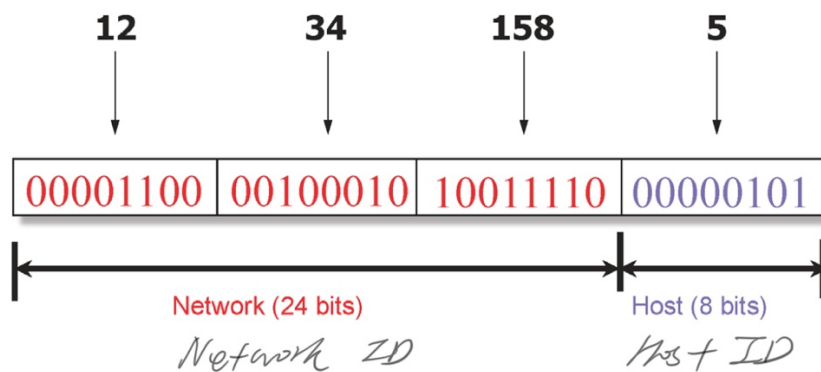 12 34 158 5
00001100 00100010 10011110 00000101
Network (24 bits) Host (8 bits)
Network ID Host ID